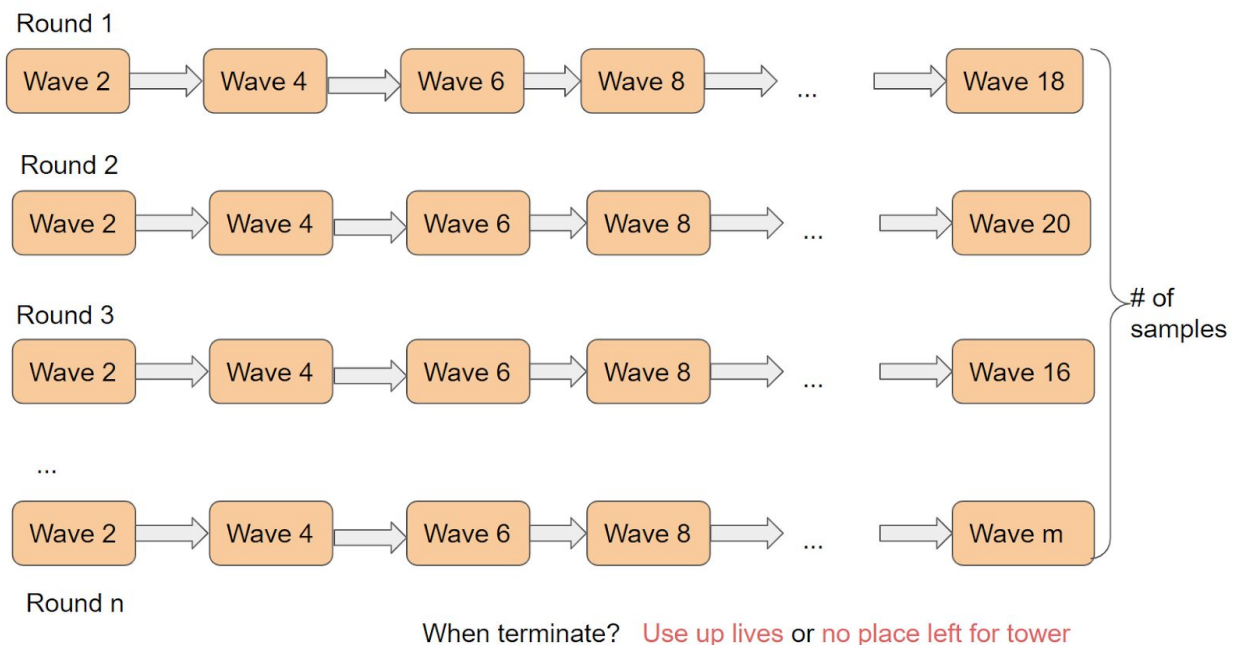 Round 1
Wave 2 Wave 4 Wave 6 Wave 8 ... Wave 18
Round 2
Wave 2 Wave 4 Wave 6 Wave 8 ... Wave 20
Round 3
Wave 2 Wave 4 Wave 6 Wave 8 ... Wave 16
...
Wave 2 Wave 4 Wave 6 Wave 8 ... Wave m
Round n
# of
samples
When terminate? Use up lives or no place left for tower